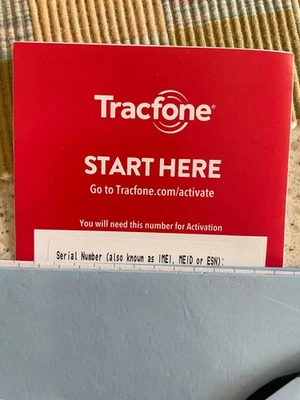 Tracfone®
START HERE
Go to Tracfone.com/activate
You will need this number for Activation
Serial Number (also known as IMEI, MEID or ESN):